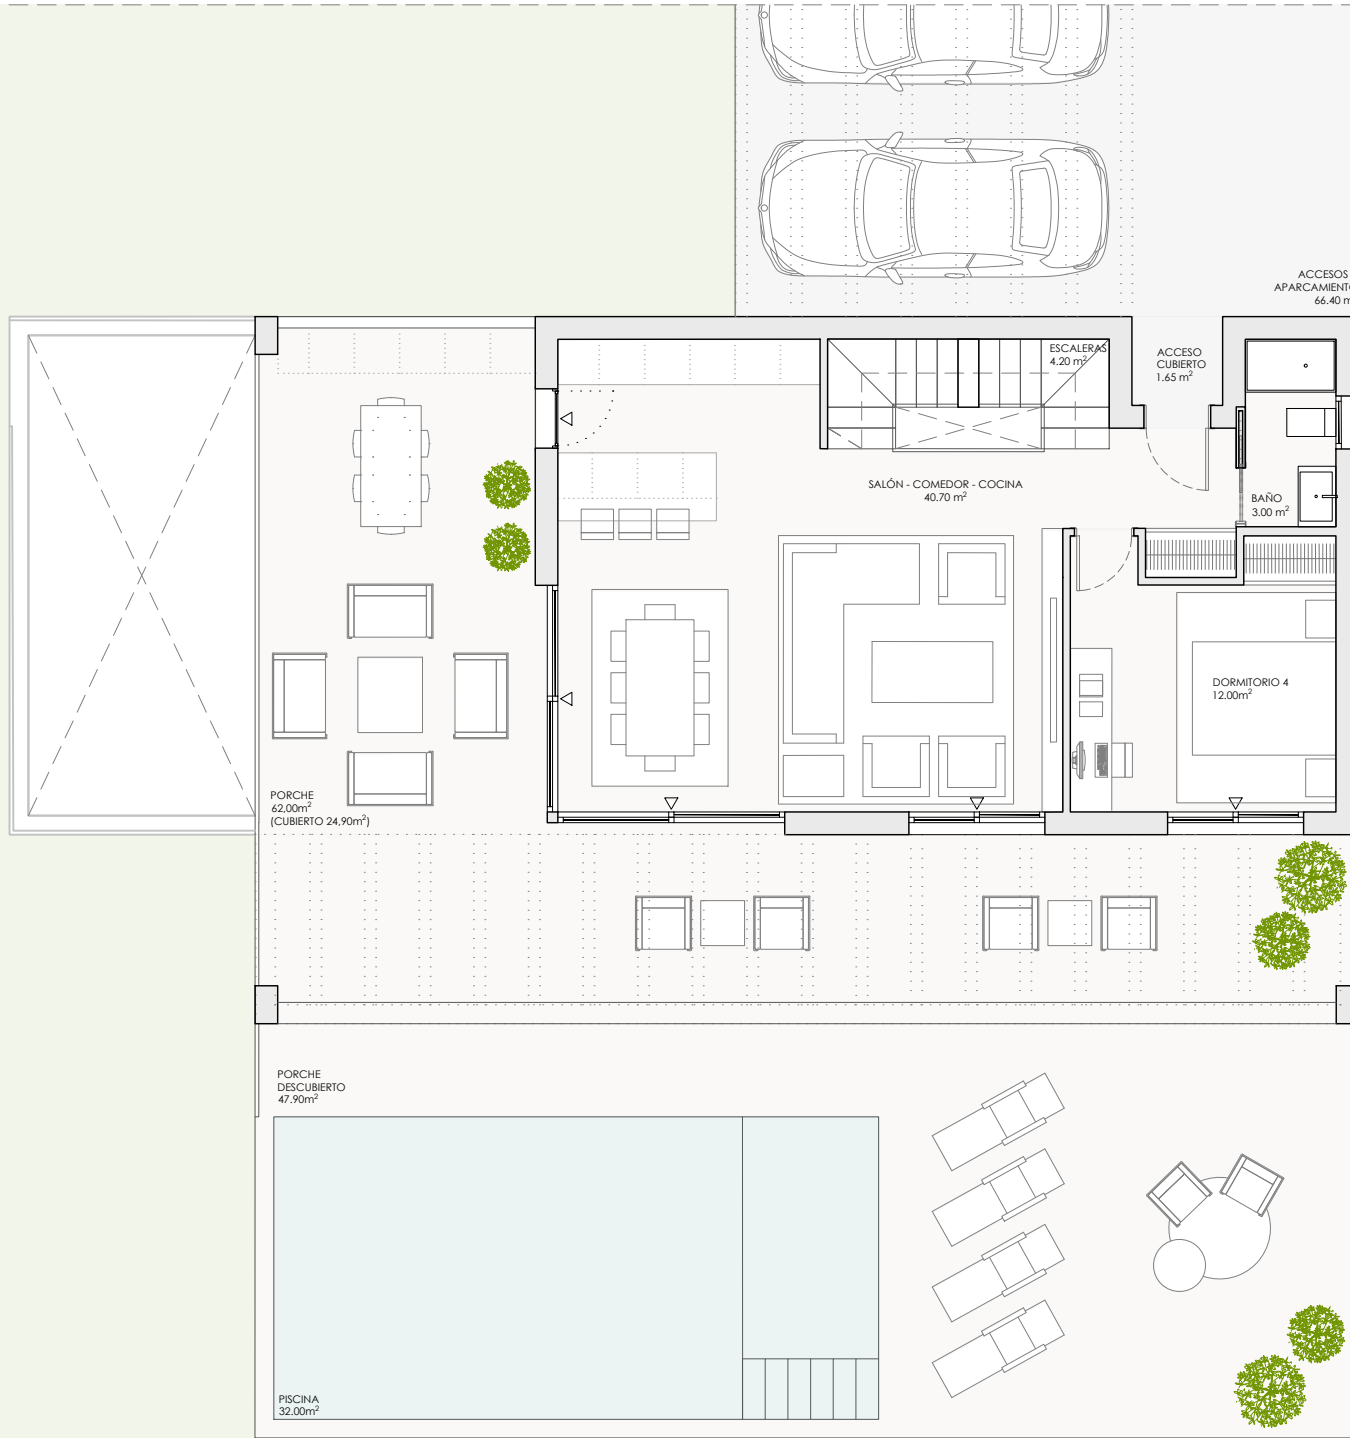 ACCESOS
APARCAMIENTO
66.40 m
ESCALERAS
4.20 m²
ACCESO
CUBIERTO
1.65 m²
SALÓN - COMEDOR - COCINA
40.70 m²
BAÑO
3.00 m²
DORMITORIO 4
12.00m²
PORCHE
62,00m²
(CUBIERTO 24,90m²)
PORCHE
DESCUBIERTO
47.90m²
PISCINA
32.00m²